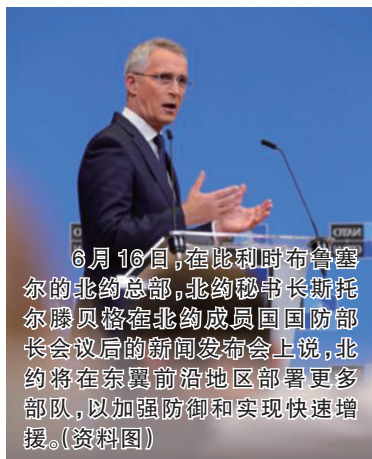 OTAN
NATO
6月16日,在比利时布鲁塞
尔的北约总部,北约秘书长斯托
尔滕贝格在北约成员国国防部
长会议后的新闻发布会上说,北
约将在东翼前沿地区部署更多
部队,以加强防御和实现快速增
援。(资料图)